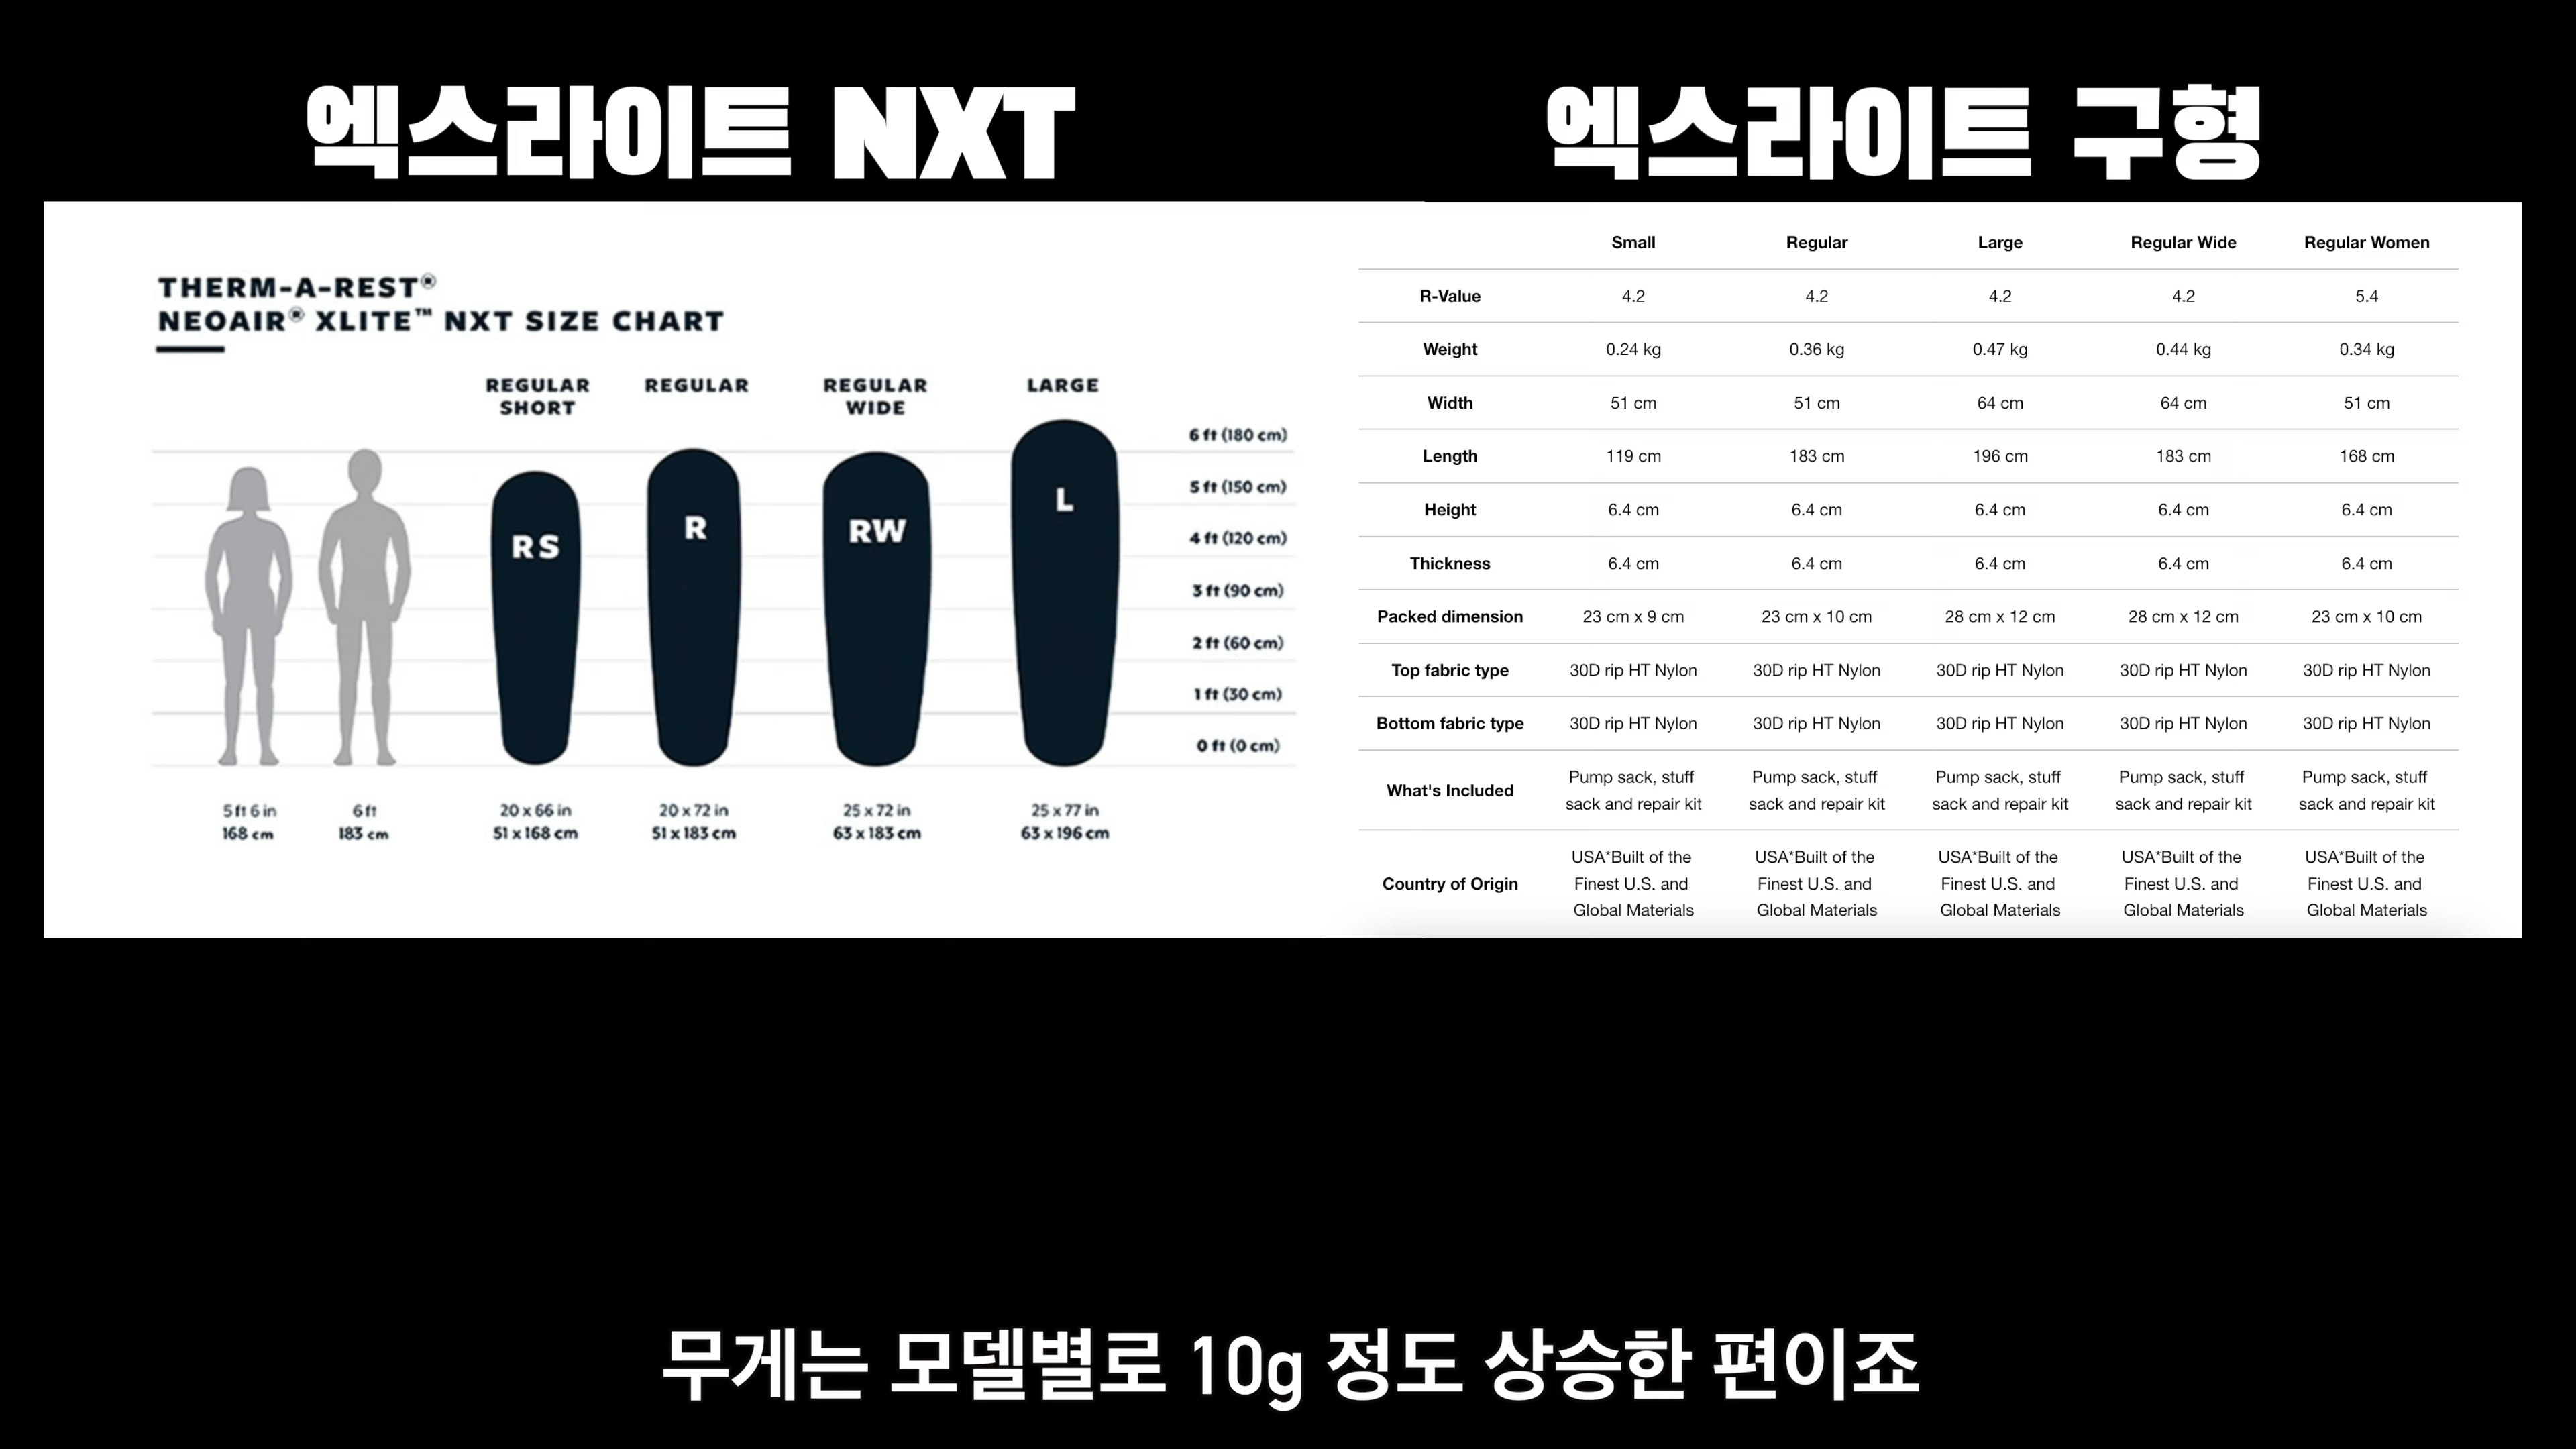 엑스라이트 NXT
엑스라이트 구형
THERM-A-REST®
NEOAIR® XLITE™ NXT SIZE CHART
REGULAR SHORT
REGULAR
REGULAR WIDE
LARGE
RS
R
RW
L
6 ft (180 cm)
5 ft (150 cm)
4 ft (120 cm)
3 ft (90 cm)
2 ft (60 cm)
1 ft (30 cm)
0 ft (0 cm)
5 ft 6 in
168 cm
6 ft
183 cm
20 x 66 in
51 x 168 cm
20 x 72 in
51 x 183 cm
25 x 72 in
63 x 183 cm
25 x 77 in
63 x 196 cm
Small Regular Large Regular Wide Regular Women
R-Value 4.2 4.2 4.2 4.2 5.4
Weight 0.24 kg 0.36 kg 0.47 kg 0.44 kg 0.34 kg
Width 51 cm 51 cm 64 cm 64 cm 51 cm
Length 119 cm 183 cm 196 cm 183 cm 168 cm
Height 6.4 cm 6.4 cm 6.4 cm 6.4 cm 6.4 cm
Thickness 6.4 cm 6.4 cm 6.4 cm 6.4 cm 6.4 cm
Packed dimension 23 cm x 9 cm 23 cm x 10 cm 28 cm x 12 cm 28 cm x 12 cm 23 cm x 10 cm
Top fabric type 30D rip HT Nylon 30D rip HT Nylon 30D rip HT Nylon 30D rip HT Nylon 30D rip HT Nylon
Bottom fabric type 30D rip HT Nylon 30D rip HT Nylon 30D rip HT Nylon 30D rip HT Nylon 30D rip HT Nylon
What's Included
Pump sack, stuff Pump sack, stuff Pump sack, stuff Pump sack, stuff Pump sack, stuff
sack and repair kit sack and repair kit sack and repair kit sack and repair kit sack and repair kit
Country of Origin
USA*Built of the USA*Built of the USA*Built of the USA*Built of the USA*Built of the
Finest U.S. and Finest U.S. and Finest U.S. and Finest U.S. and Finest U.S. and
Global Materials Global Materials Global Materials Global Materials Global Materials
무게는 모델별로 10g 정도 상승한 편이죠